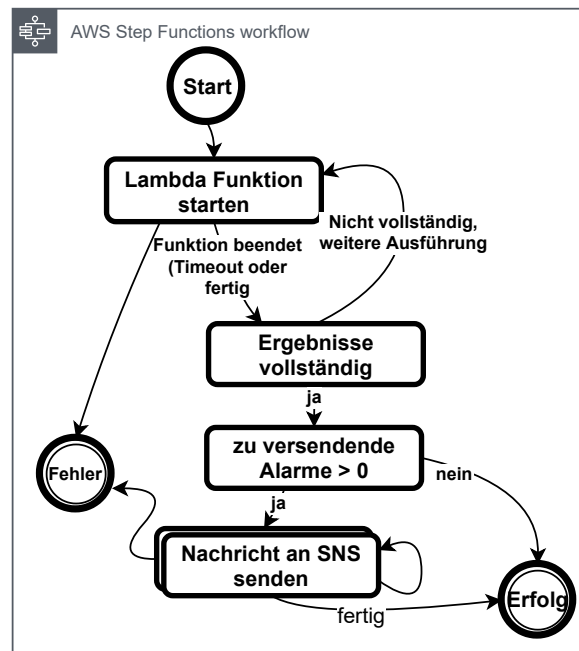 AWS Step Functions workflow
Start
Lambda Funktion
starten
Nicht vollständig,
weitere Ausführung
Funktion beendet
(Timeout oder
fertig
Ergebnisse
vollständig
ja
zu versendende
Alarme > 0
nein
Fehler
ja
Nachricht an SNS
senden
fertig
Erfolg